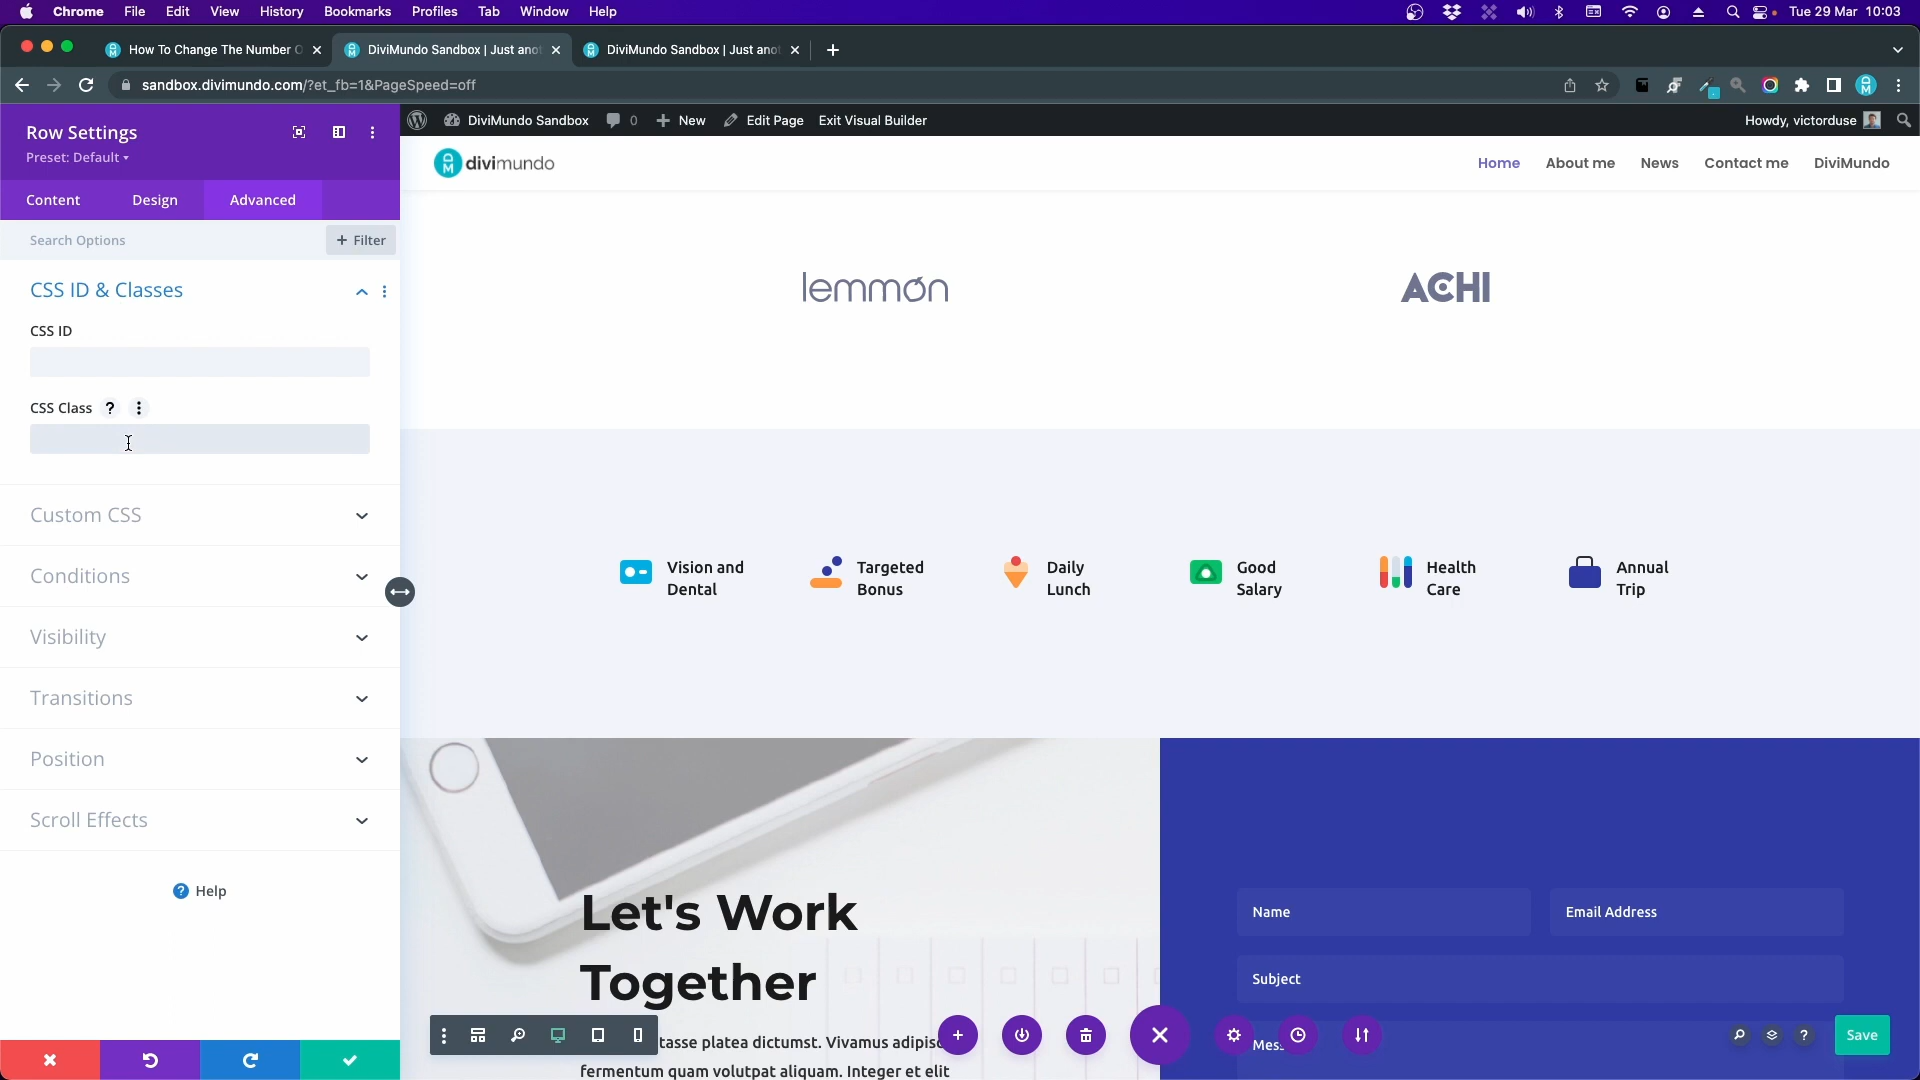 Chrome File Edit View History Bookmarks Profiles Tab Window Help Tue 29 Mar 10:03
How To Change The Number O DiviMundo Sandbox | Just anot DiviMundo Sandbox | Just anot
sandbox.divimundo.com/?et_fb=1&PageSpeed=off
Row Settings
Preset: Default
Content Design Advanced
Search Options + Filter
CSS ID & Classes
CSS ID
CSS Class ?
Custom CSS
Conditions
Visibility
Transitions
Position
Scroll Effects
? Help
DiviMundo Sandbox 0 + New Edit Page Exit Visual Builder Howdy, victorduse
DM divimundo Home About me News Contact me DiviMundo
lemmon ACHI
Vision and Targeted Daily Good Health Annual
Dental Bonus Lunch Salary Care Trip
Let's Work
Together
tasse platea dictumst. Vivamus adipisc
fermentum quam volutpat aliquam. Integer et elit
Name Email Address
Subject
Mess
? Save